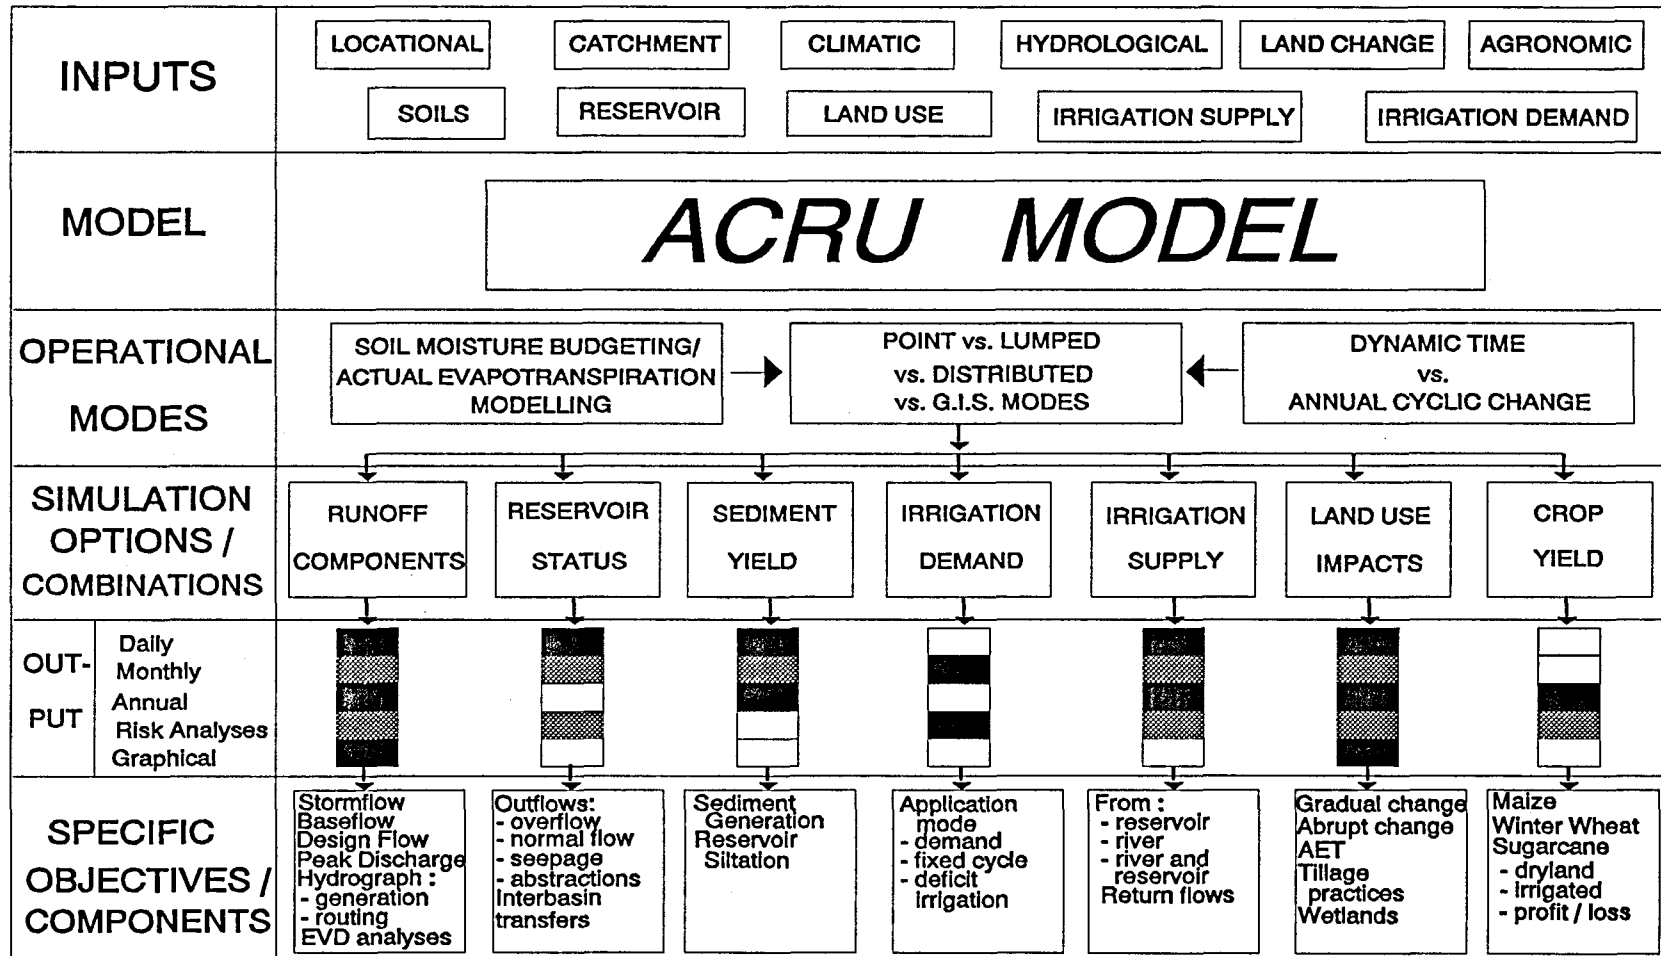 INPUTS
LOCATIONAL
CATCHMENT
CLIMATIC
HYDROLOGICAL
LAND CHANGE
AGRONOMIC
SOILS
RESERVOIR
LAND USE
IRRIGATION SUPPLY
IRRIGATION DEMAND
MODEL
ACRU MODEL
OPERATIONAL
MODES
SOIL MOISTURE BUDGETING/
ACTUAL EVAPOTRANSPIRATION
MODELLING
POINT vs. LUMPED
vs. DISTRIBUTED
vs. G.I.S. MODES
DYNAMIC TIME
vs.
ANNUAL CYCLIC CHANGE
SIMULATION
OPTIONS /
COMBINATIONS
RUNOFF
COMPONENTS
RESERVOIR
STATUS
SEDIMENT
YIELD
IRRIGATION
DEMAND
IRRIGATION
SUPPLY
LAND USE
IMPACTS
CROP
YIELD
OUT-
PUT
Daily
Monthly
Annual
Risk Analyses
Graphical
SPECIFIC
OBJECTIVES /
COMPONENTS
Stormflow
Baseflow
Design Flow
Peak Discharge
Hydrograph :
- generation
- routing
EVD analyses
Outflows:
- overflow
- normal flow
- seepage
- abstractions
Interbasin
transfers
Sediment
Generation
Reservoir
Siltation
Application
mode
- demand
- fixed cycle
- deficit
irrigation
From :
- reservoir
- river
- river and
reservoir
Return flows
Gradual change
Abrupt change
AET
Tillage
practices
Wetlands
Maize
Winter Wheat
Sugarcane
- dryland
- irrigated
- profit / loss